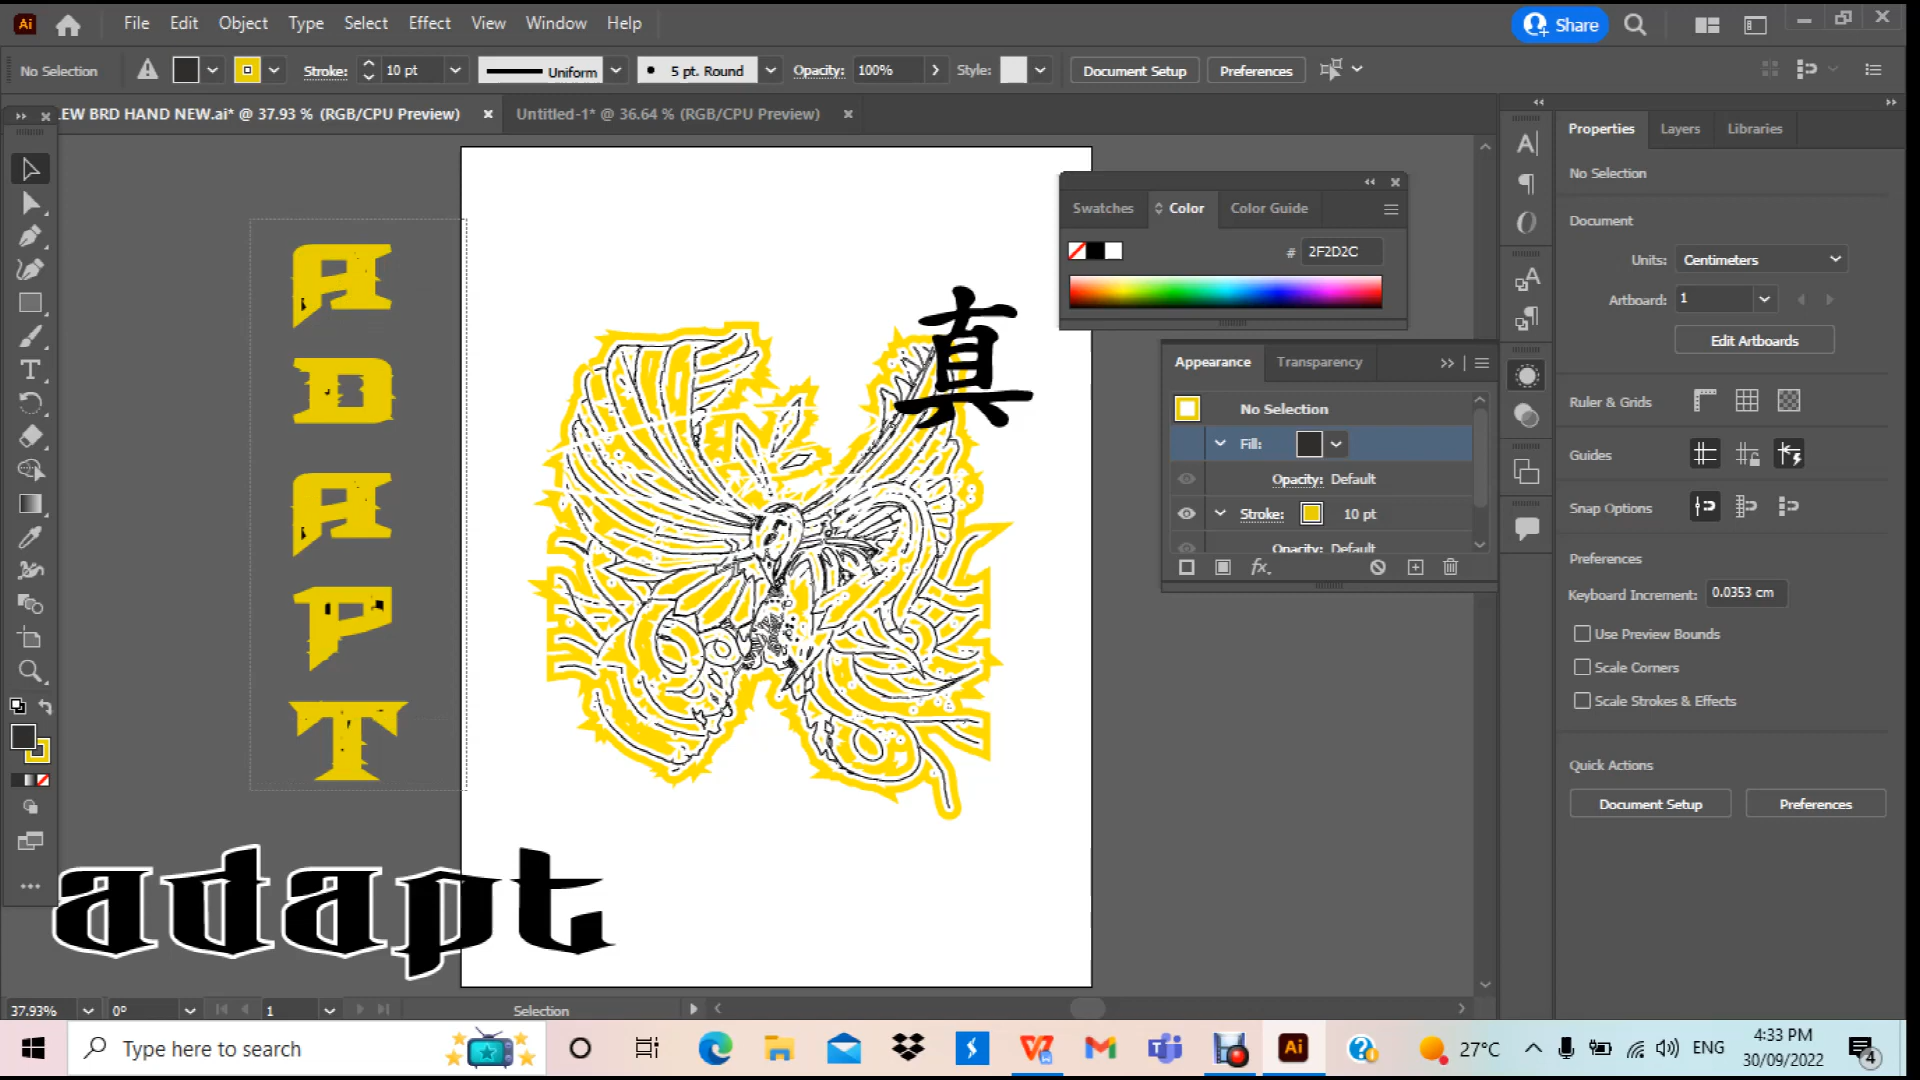 Ai File Edit Object Type Select Effect View Window Help Share
No Selection Stroke: 10 pt Uniform 5 pt. Round Opacity: 100% Style: Document Setup Preferences
EW BRD HAND NEW.ai* @ 37.93 % (RGB/CPU Preview) Untitled-1* @ 36.64 % (RGB/CPU Preview)
A
D
A
P
T
真
adapt
Swatches Color Color Guide
# 2F2D2C
Appearance Transparency
No Selection
Fill:
Opacity: Default
Stroke: 10 pt
Opacity: Default
fx.
Properties Layers Libraries
No Selection
Document
Units: Centimeters
Artboard: 1
Edit Artboards
Ruler & Grids
Guides
Snap Options
Preferences
Keyboard Increment: 0.0353 cm
Use Preview Bounds
Scale Corners
Scale Strokes & Effects
Quick Actions
Document Setup Preferences
37.93% 0° 1 Selection
Type here to search
Ai
27°C
ENG
4:33 PM
30/09/2022
4